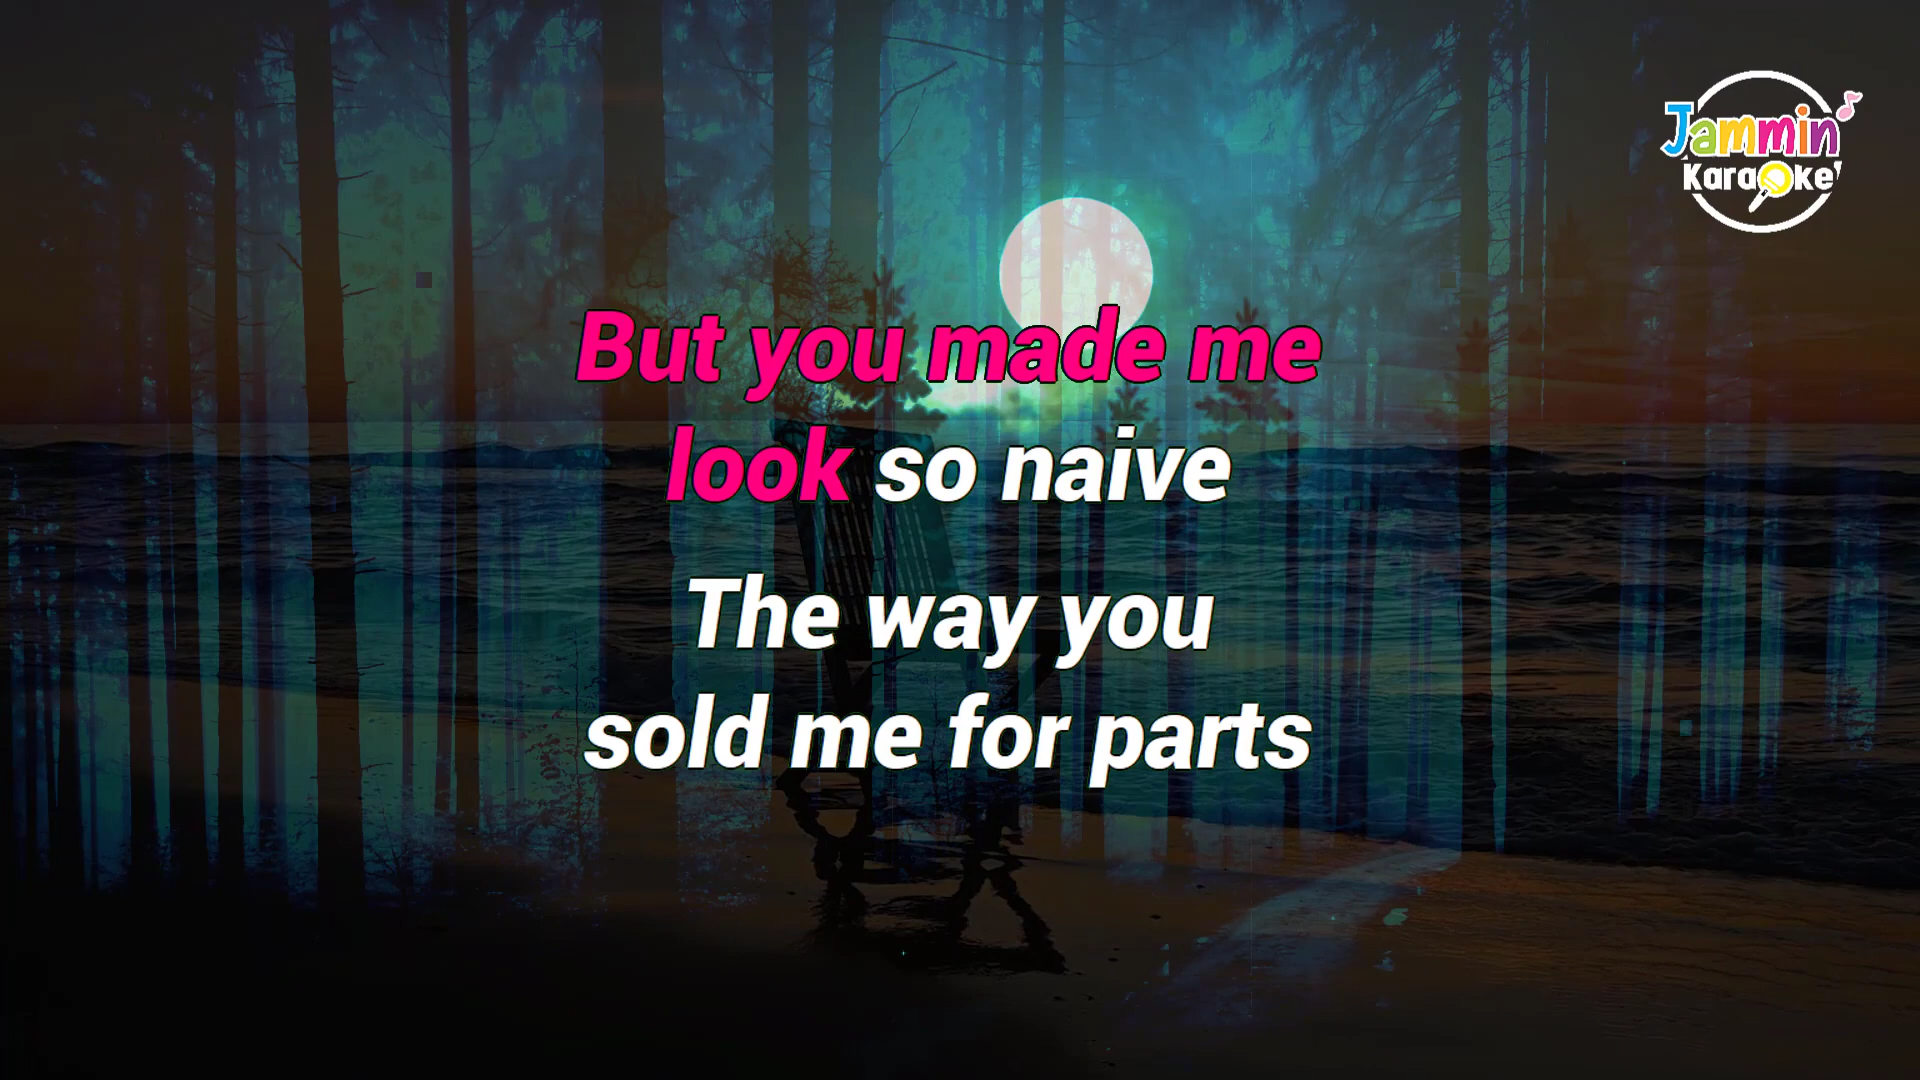 Jammin'
Karaoke
But you made me
look so naive
The way you
sold me for parts